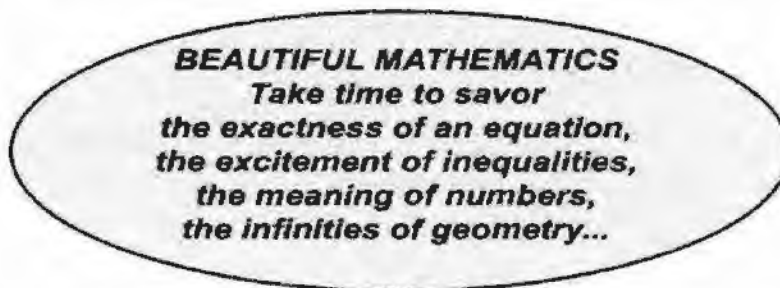 BEAUTIFUL MATHEMATICS
Take time to savor
the exactness of an equation,
the excitement of inequalities,
the meaning of numbers,
the infinities of geometry...